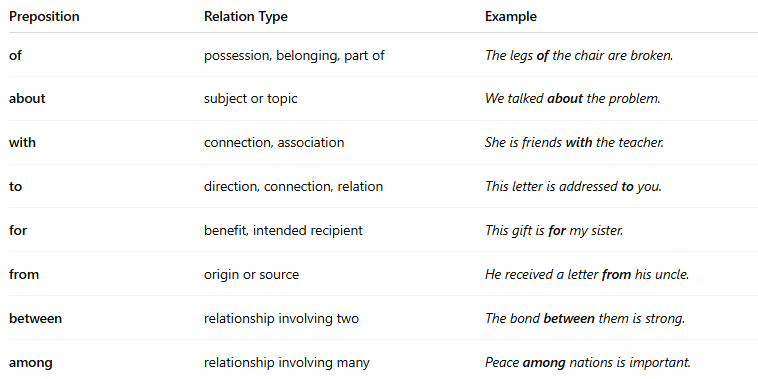 Preposition Relation Type Example
of possession, belonging, part of The legs of the chair are broken.
about subject or topic We talked about the problem.
with connection, association She is friends with the teacher.
to direction, connection, relation This letter is addressed to you.
for benefit, intended recipient This gift is for my sister.
from origin or source He received a letter from his uncle.
between relationship involving two The bond between them is strong.
among relationship involving many Peace among nations is important.